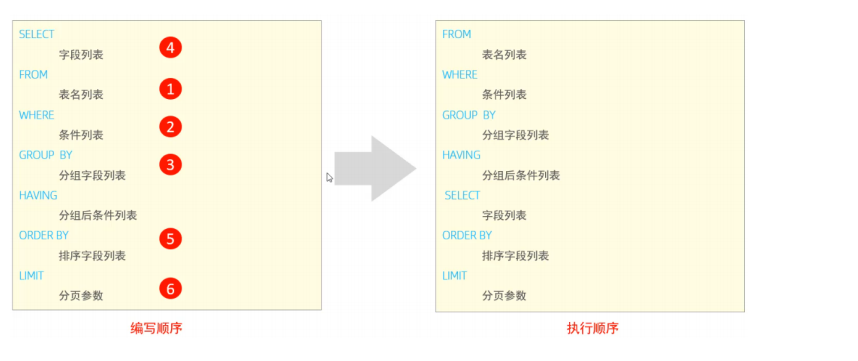 SELECT
字段列表
4
FROM
表名列表
1
WHERE
条件列表
2
GROUP BY
分组字段列表
3
HAVING
分组后条件列表
ORDER BY
排序字段列表
5
LIMIT
分页参数
6
编写顺序
FROM
表名列表
WHERE
条件列表
GROUP BY
分组字段列表
HAVING
分组后条件列表
SELECT
字段列表
ORDER BY
排序字段列表
LIMIT
分页参数
执行顺序